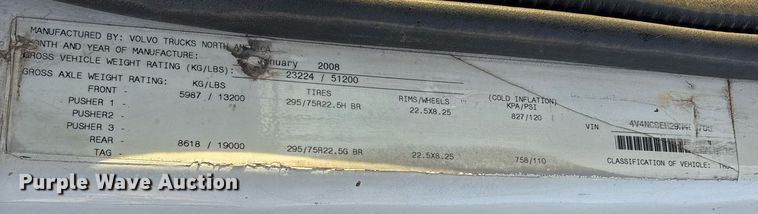 MANUFACTURED BY: VOLVO TRUCKS NORTH AMERICA
MONTH AND YEAR OF MANUFACTURE: January 2008
GROSS VEHICLE WEIGHT RATING (KG/LBS) 23224 / 51200
GROSS AXLE WEIGHT RATING: KG/LBS TIRES RIMS/WHEELS (COLD INFLATION) KPA/PSI
FRONT - 5987 / 13200 295/75R22.5H BR 22.5X8.25 827/120
PUSHER 1 -
PUSHER2 -
PUSHER 3 -
REAR - 8618 / 19000 295/75R22.5G BR 22.5X8.25 758/110
TAG -
VIN
CLASSIFICATION OF VEHICLE:
Purple Wave Auction